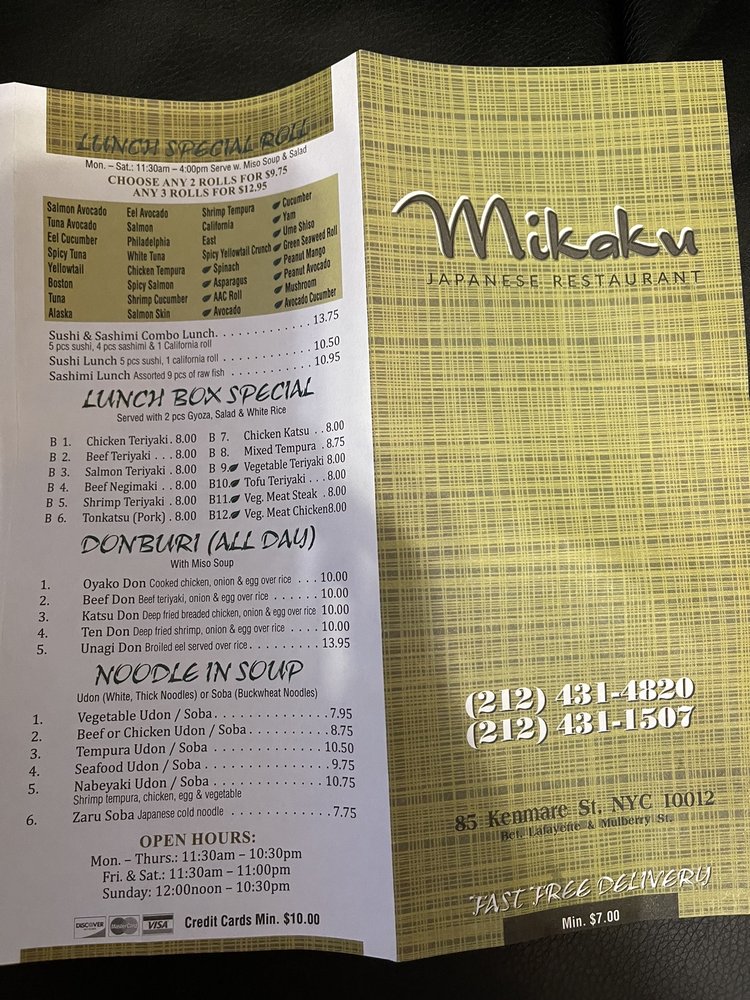 LUNCH SPECIAL ROLL
Mon. – Sat.: 11:30am – 4:00pm Serve w. Miso Soup & Salad
CHOOSE ANY 2 ROLLS FOR $9.75
ANY 3 ROLLS FOR $12.95
Salmon Avocado
Tuna Avocado
Eel Cucumber
Spicy Tuna
Yellowtail
Boston
Tuna
Alaska
Eel Avocado
Salmon
Philadelphia
White Tuna
Chicken Tempura
Spicy Salmon
Shrimp Cucumber
Salmon Skin
Shrimp Tempura
California
East
Spicy Yellowtail Crunch
Spinach
Asparagus
AAC Roll
Avocado
Cucumber
Yam
Ume Shiso
Green Seaweed Roll
Peanut Mango
Peanut Avocado
Mushroom
Avocado Cucumber
Sushi & Sashimi Combo Lunch. . . . . . . . . . . . 13.75
5 pcs sushi, 4 pcs sashimi & 1 California roll
Sushi Lunch 5 pcs sushi, 1 california roll . . . . . . . . . . . 10.50
Sashimi Lunch Assorted 9 pcs of raw fish . . . . . . . . . . . 10.95
LUNCH BOX SPECIAL
Served with 2 pcs Gyoza, Salad & White Rice
B 1. Chicken Teriyaki . 8.00
B 2. Beef Teriyaki . . . 8.00
B 3. Salmon Teriyaki . 8.00
B 4. Beef Negimaki . . 8.00
B 5. Shrimp Teriyaki . 8.00
B 6. Tonkatsu (Pork) . 8.00
B 7. Chicken Katsu . . 8.00
B 8. Mixed Tempura . 8.75
B 9. Vegetable Teriyaki 8.00
B10. Tofu Teriyaki . . . 8.00
B11. Veg. Meat Steak . 8.00
B12. Veg. Meat Chicken8.00
DONBURI (ALL DAY)
With Miso Soup
1. Oyako Don Cooked chicken, onion & egg over rice . . . 10.00
2. Beef Don Beef teriyaki, onion & egg over rice . . . . . . 10.00
3. Katsu Don Deep fried breaded chicken, onion & egg over rice 10.00
4. Ten Don Deep fried shrimp, onion & egg over rice . . . . 10.00
5. Unagi Don Broiled eel served over rice . . . . . . . . . 13.95
NOODLE IN SOUP
Udon (White, Thick Noodles) or Soba (Buckwheat Noodles)
1. Vegetable Udon / Soba . . . . . . . . . . . . . . 7.95
2. Beef or Chicken Udon / Soba . . . . . . . . . . 8.75
3. Tempura Udon / Soba . . . . . . . . . . . . . . 10.50
4. Seafood Udon / Soba . . . . . . . . . . . . . . . 9.75
5. Nabeyaki Udon / Soba . . . . . . . . . . . . . . 10.75
Shrimp tempura, chicken, egg & vegetable
6. Zaru Soba Japanese cold noodle . . . . . . . . . . . . 7.75
OPEN HOURS:
Mon. – Thurs.: 11:30am – 10:30pm
Fri. & Sat.: 11:30am – 11:00pm
Sunday: 12:00noon – 10:30pm
DISCOVER MasterCard VISA Credit Cards Min. $10.00
Mikaku
JAPANESE RESTAURANT
(212) 431-4820
(212) 431-1507
85 Kenmare St. NYC 10012
Bet. Lafayette & Mulberry St.
FAST FREE DELIVERY
Min. $7.00